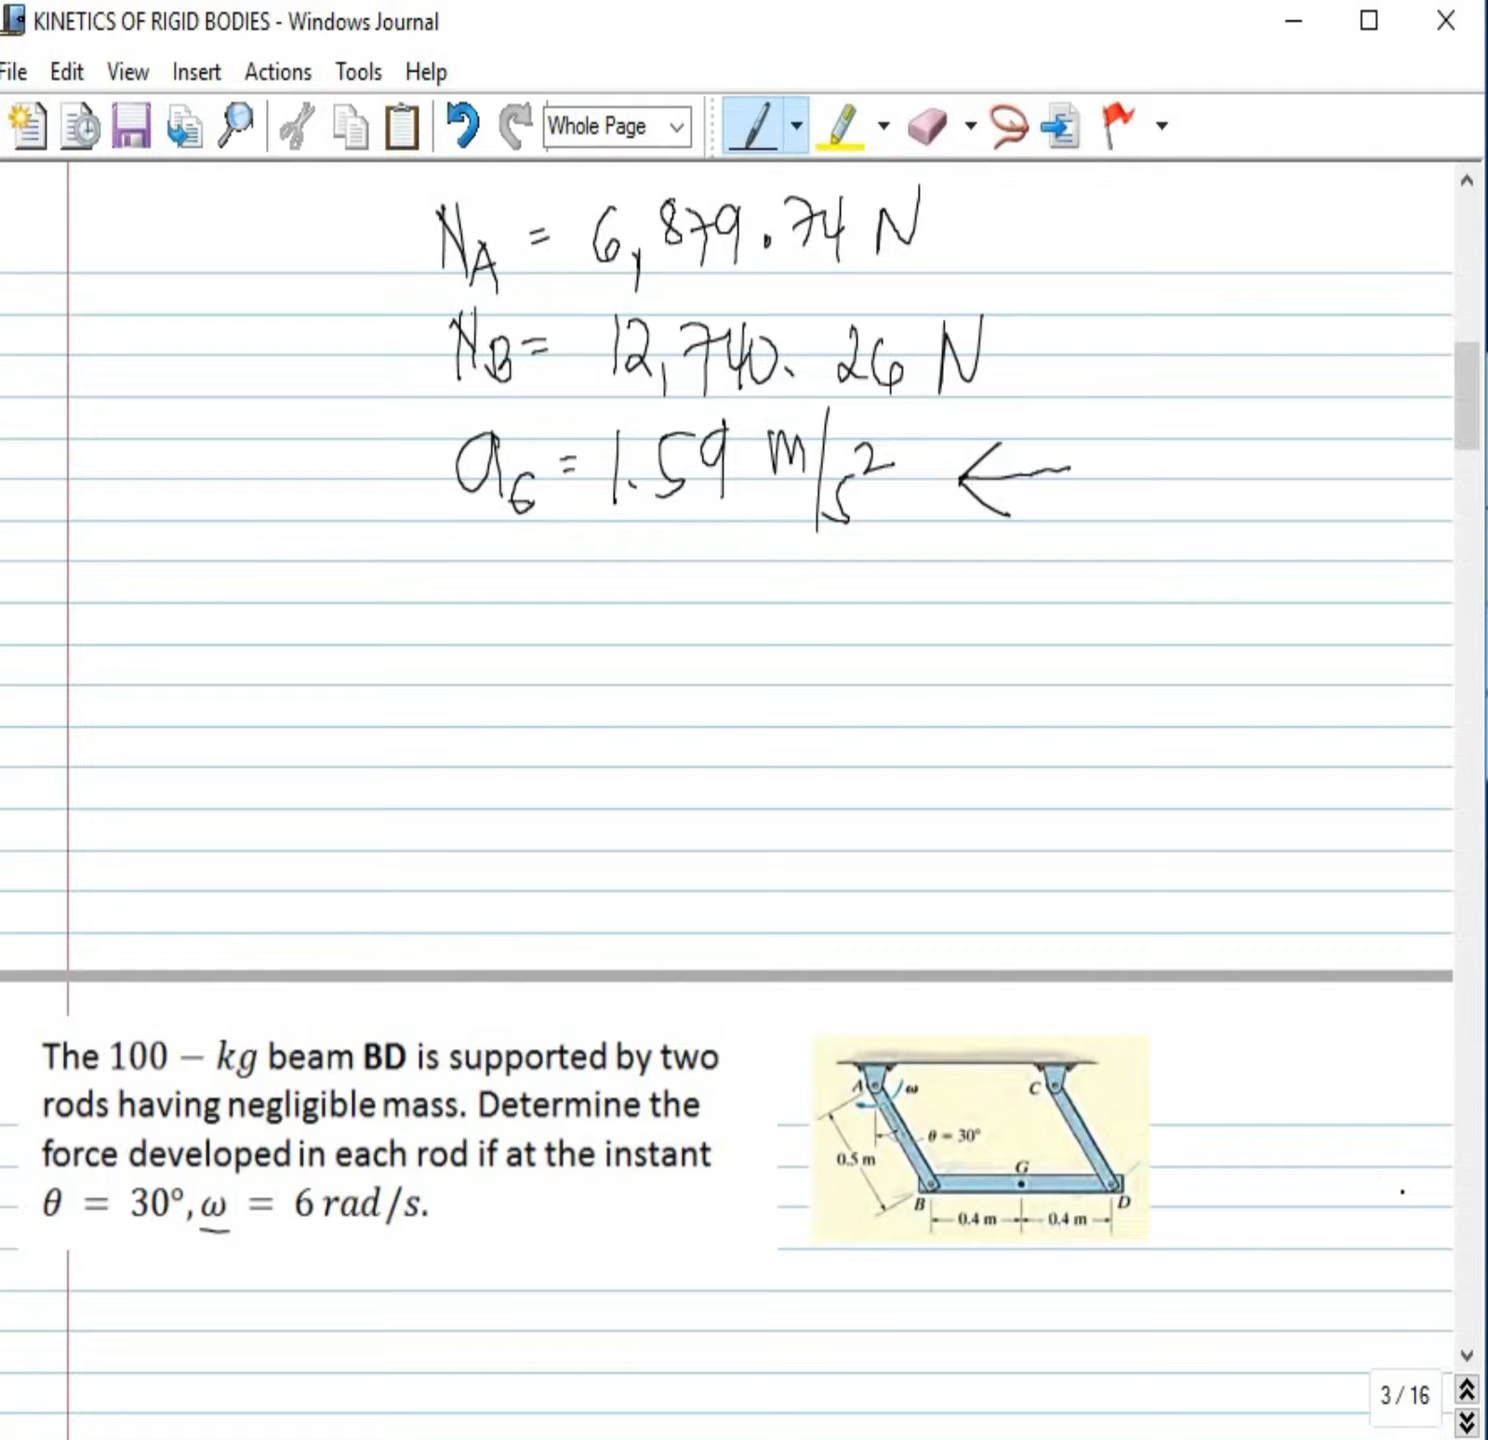 KINETICS OF RIGID BODIES - Windows Journal
File Edit View Insert Actions Tools Help
Whole Page
N_A = 6,879.74 N
N_B = 12,740.26 N
a_G = 1.59 m/s² ←
The 100 – kg beam BD is supported by two
rods having negligible mass. Determine the
force developed in each rod if at the instant
θ = 30°, ω = 6 rad/s.
A ω C
θ = 30°
0.5 m
G
B D
0.4 m 0.4 m
3 / 16